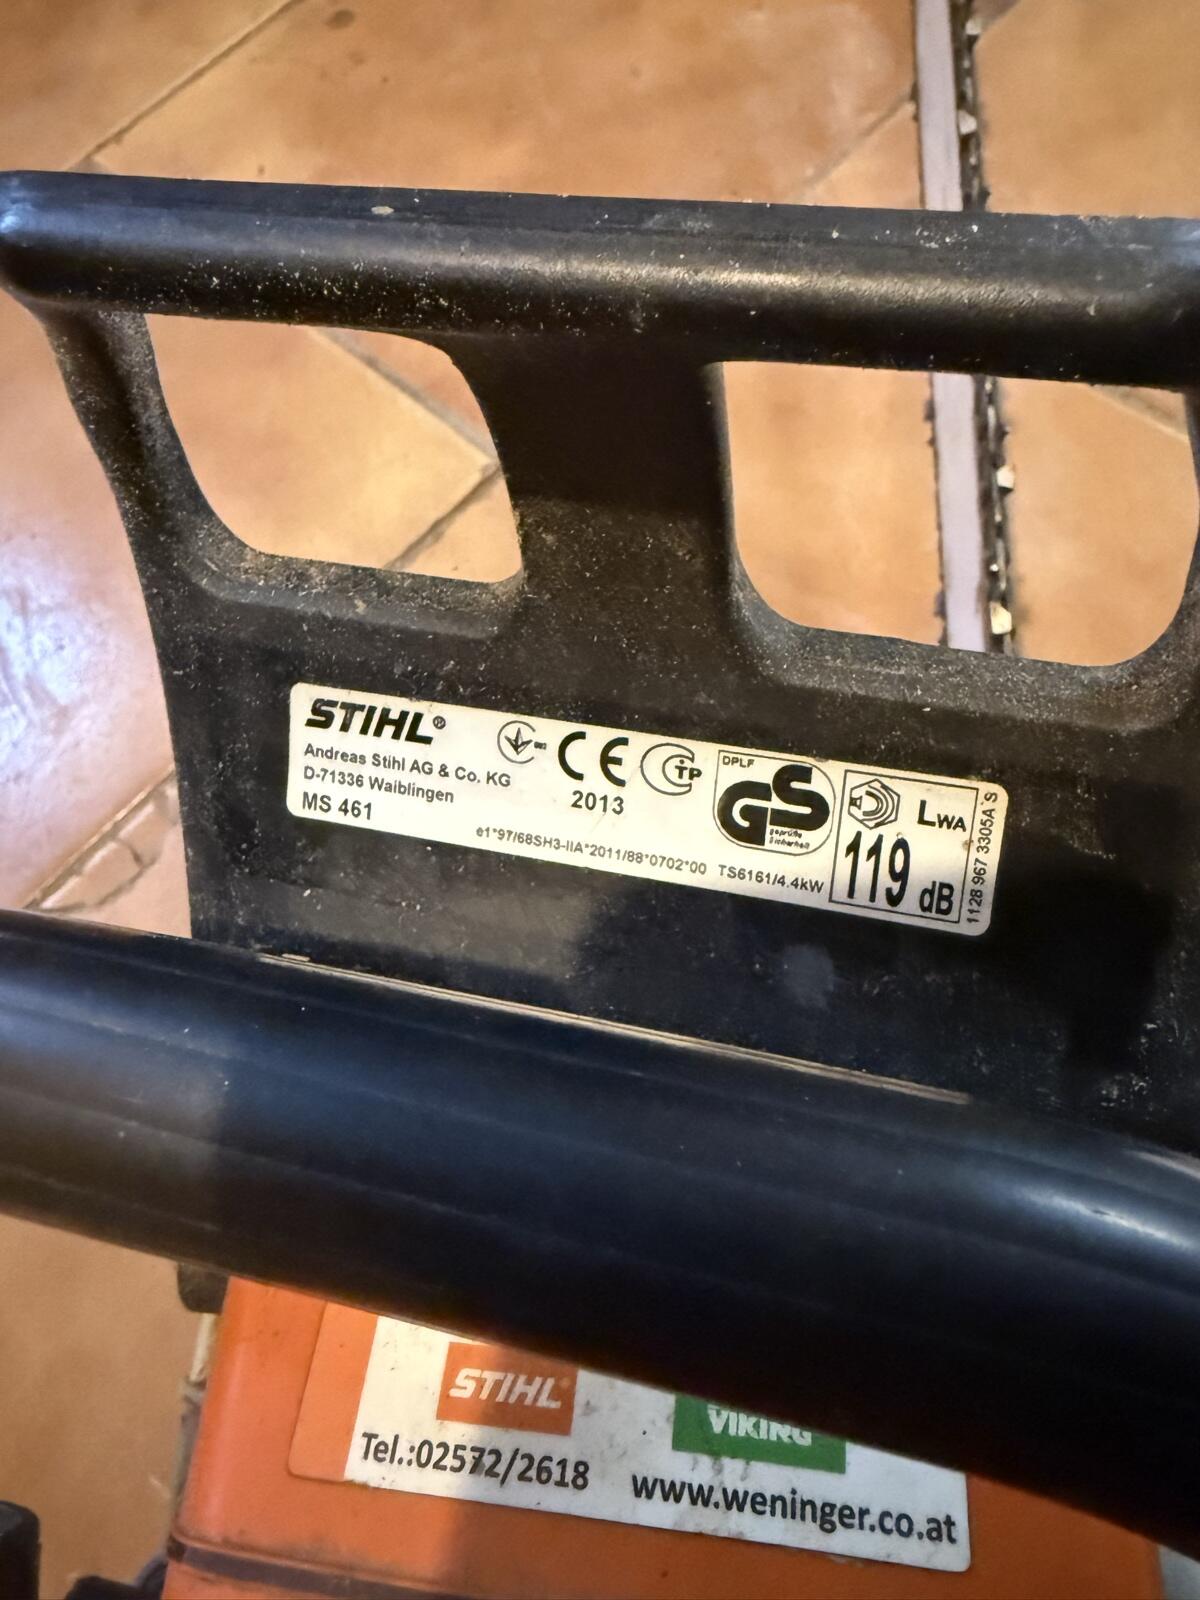 STIHL®
Andreas Stihl AG & Co. KG
D-71336 Waiblingen
MS 461
CE
2013
DPLF
GS
geprüfte
Sicherheit
LWA
119 dB
e1*97/68SH3-IIA*2011/88*0702*00 TS6161/4.4kW
1128 967 3305A S
STIHL
VIKING
Tel.:02572/2618
www.weninger.co.at